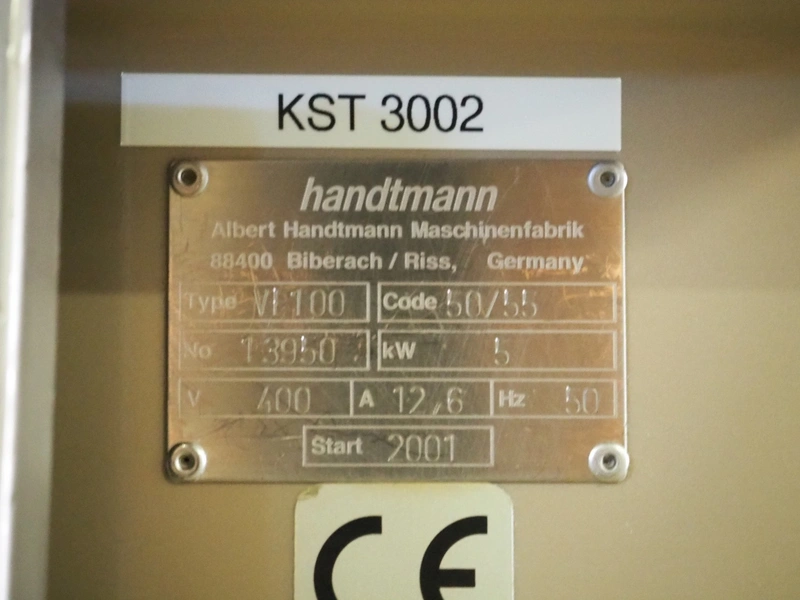 KST 3002
handtmann
Albert Handtmann Maschinenfabrik
88400 Biberach / Riss, Germany
Type VF100 Code 50/55
No 13950 kW 5
V 400 A 12,6 Hz 50
Start 2001
CE